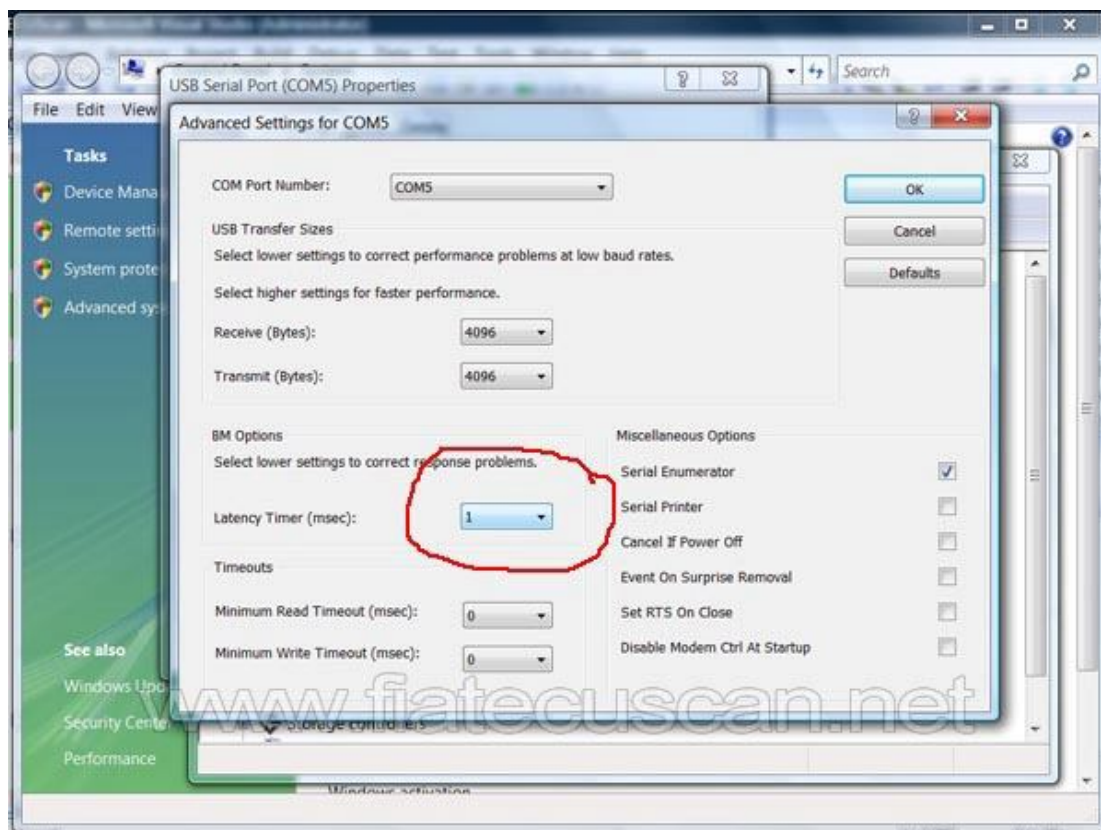 Search
USB Serial Port (COM5) Properties
File Edit View
Advanced Settings for COM5
Tasks
Device Mana
Remote setti
System prote
Advanced sy
COM Port Number: COM5
OK
Cancel
Defaults
USB Transfer Sizes
Select lower settings to correct performance problems at low baud rates.
Select higher settings for faster performance.
Receive (Bytes): 4096
Transmit (Bytes): 4096
BM Options
Select lower settings to correct response problems.
Latency Timer (msec): 1
Timeouts
Minimum Read Timeout (msec): 0
Minimum Write Timeout (msec): 0
Miscellaneous Options
Serial Enumerator
Serial Printer
Cancel If Power Off
Event On Surprise Removal
Set RTS On Close
Disable Modem Ctrl At Startup
See also
Windows Upd
Security Cente
Performance
www.fiatecuscan.net
Storage controllers
Windows activation